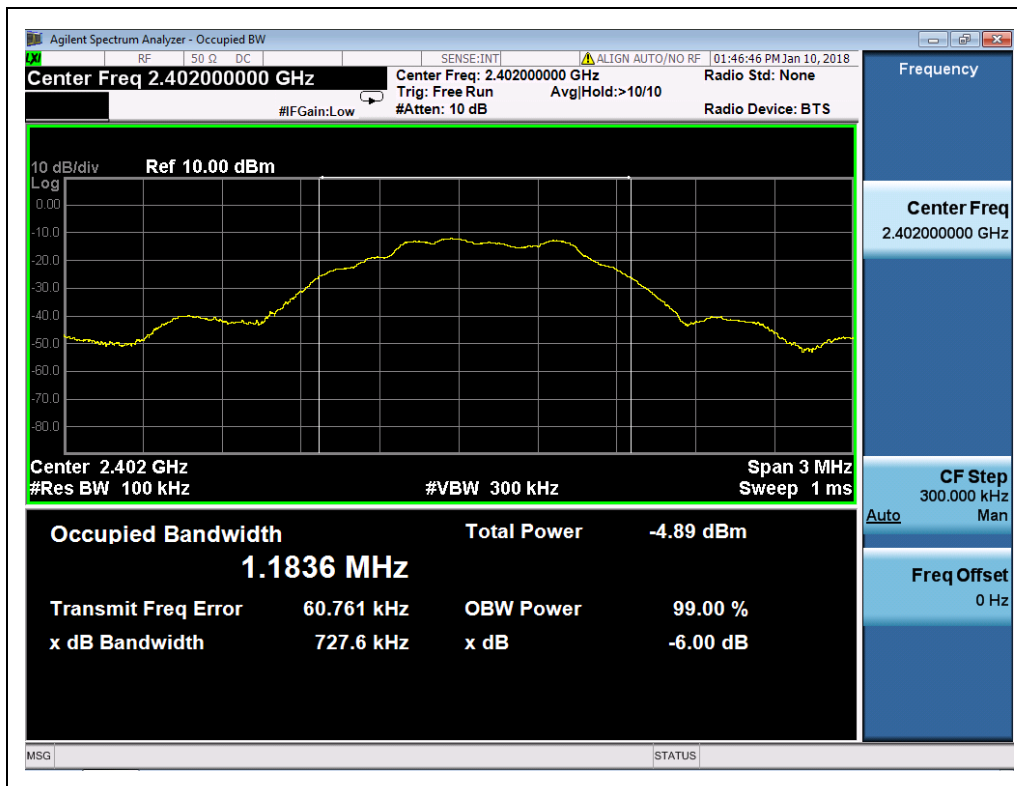 Agilent Spectrum Analyzer - Occupied BW
LXI RF 50 Ω DC SENSE:INT ALIGN AUTO/NO RF 01:46:46 PM Jan 10, 2018
Center Freq 2.402000000 GHz
Center Freq: 2.402000000 GHz Radio Std: None
Trig: Free Run Avg|Hold:>10/10
#IFGain:Low #Atten: 10 dB Radio Device: BTS
Frequency
10 dB/div Ref 10.00 dBm
Log
0.00
-10.0
-20.0
-30.0
-40.0
-50.0
-60.0
-70.0
-80.0
Center 2.402 GHz Span 3 MHz
#Res BW 100 kHz #VBW 300 kHz Sweep 1 ms
Center Freq
2.402000000 GHz
CF Step
300.000 kHz
Auto Man
Freq Offset
0 Hz
Occupied Bandwidth Total Power -4.89 dBm
1.1836 MHz
Transmit Freq Error 60.761 kHz OBW Power 99.00 %
x dB Bandwidth 727.6 kHz x dB -6.00 dB
MSG STATUS